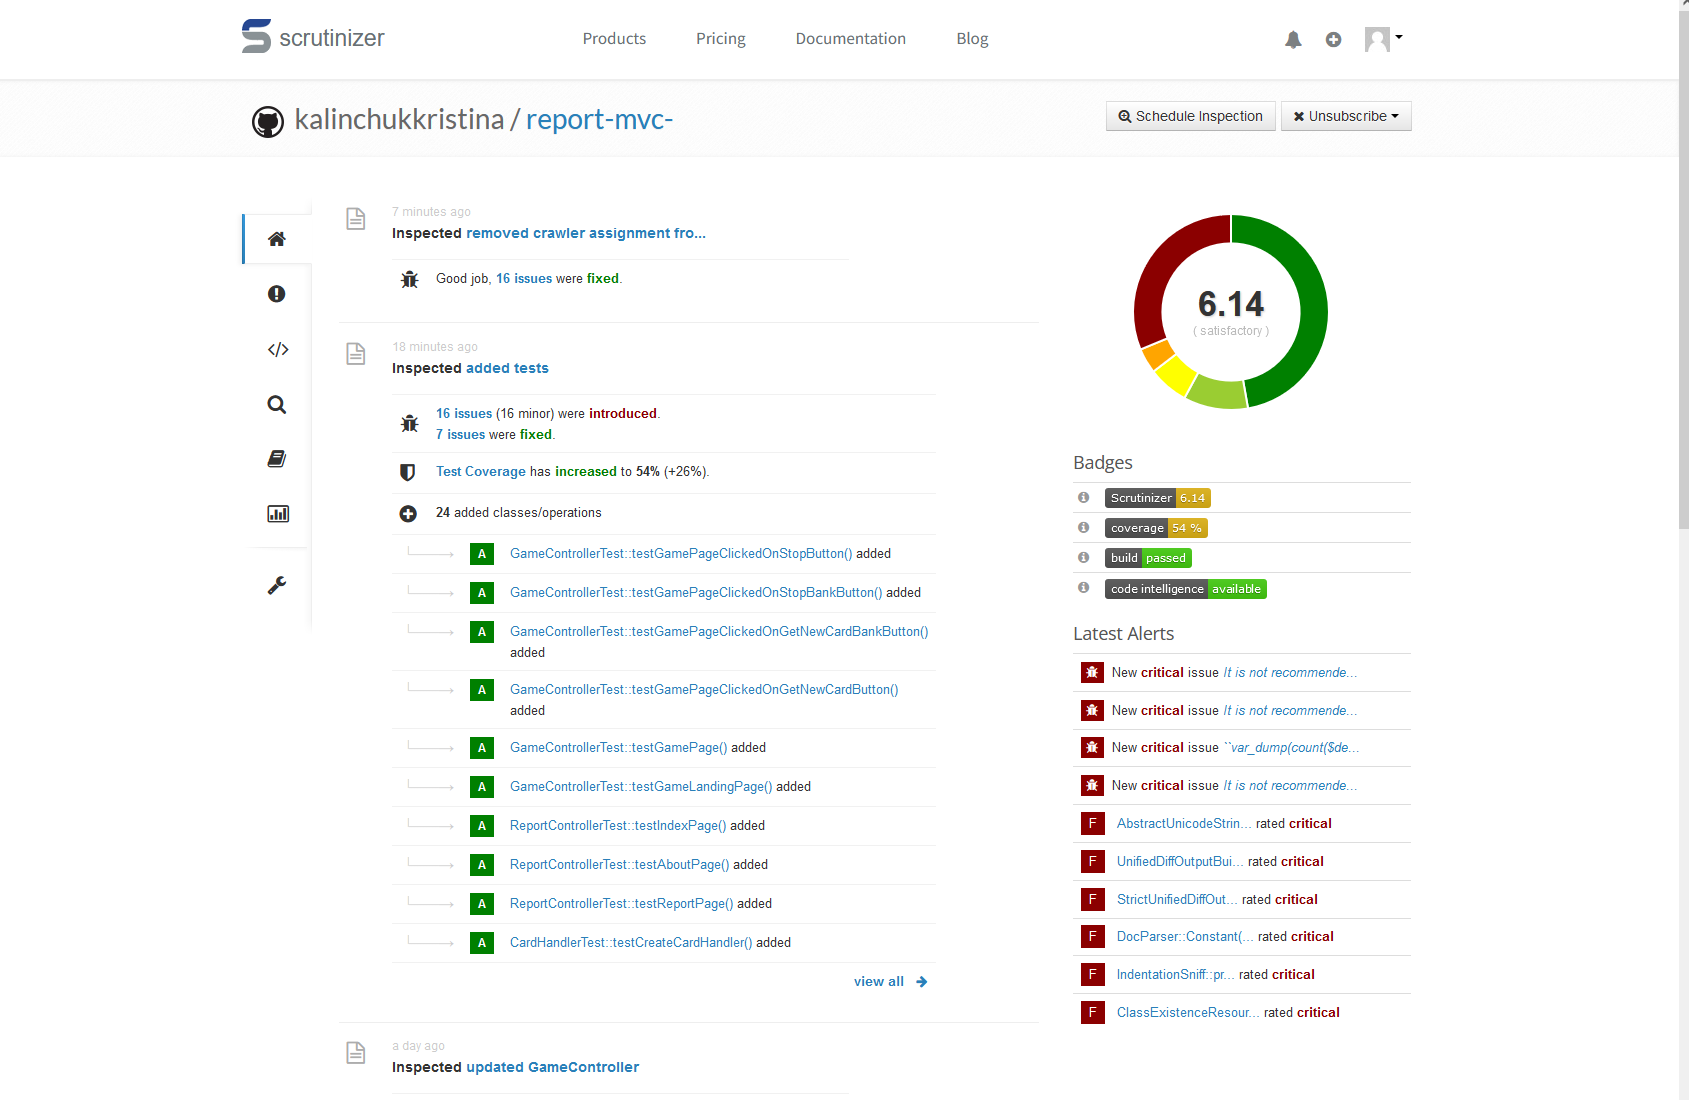 scrutinizer
Products Pricing Documentation Blog
kalinchukkristina / report-mvc-
Schedule Inspection Unsubscribe
7 minutes ago
Inspected removed crawler assignment fro...
Good job, 16 issues were fixed.
18 minutes ago
Inspected added tests
16 issues (16 minor) were introduced.
7 issues were fixed.
Test Coverage has increased to 54% (+26%).
24 added classes/operations
A GameControllerTest::testGamePageClickedOnStopButton() added
A GameControllerTest::testGamePageClickedOnStopBankButton() added
A GameControllerTest::testGamePageClickedOnGetNewCardBankButton()
added
A GameControllerTest::testGamePageClickedOnGetNewCardButton()
added
A GameControllerTest::testGamePage() added
A GameControllerTest::testGameLandingPage() added
A ReportControllerTest::testIndexPage() added
A ReportControllerTest::testAboutPage() added
A ReportControllerTest::testReportPage() added
A CardHandlerTest::testCreateCardHandler() added
view all
a day ago
Inspected updated GameController
6.14
( satisfactory )
Badges
Scrutinizer 6.14
coverage 54 %
build passed
code intelligence available
Latest Alerts
New critical issue It is not recommende...
New critical issue It is not recommende...
New critical issue ``var_dump(count($de...
New critical issue It is not recommende...
F AbstractUnicodeStrin... rated critical
F UnifiedDiffOutputBui... rated critical
F StrictUnifiedDiffOut... rated critical
F DocParser::Constant(... rated critical
F IndentationSniff::pr... rated critical
F ClassExistenceResour... rated critical